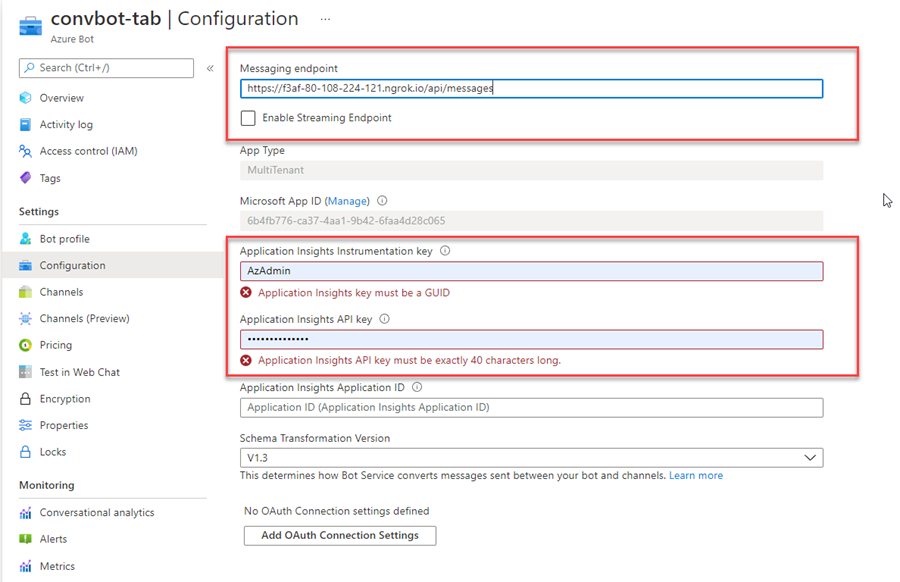 convbot-tab | Configuration ...
Azure Bot
Search (Ctrl+/)
«
Overview
Activity log
Access control (IAM)
Tags
Settings
Bot profile
Configuration
Channels
Channels (Preview)
Pricing
Test in Web Chat
Encryption
Properties
Locks
Monitoring
Conversational analytics
Alerts
Metrics
Messaging endpoint
https://f3af-80-108-224-121.ngrok.io/api/messages
Enable Streaming Endpoint
App Type
MultiTenant
Microsoft App ID (Manage)
6b4fb776-ca37-4aa1-9b42-6faa4d28c065
Application Insights Instrumentation key
AzAdmin
Application Insights key must be a GUID
Application Insights API key
••••••••••••••
Application Insights API key must be exactly 40 characters long.
Application Insights Application ID
Application ID (Application Insights Application ID)
Schema Transformation Version
V1.3
This determines how Bot Service converts messages sent between your bot and channels. Learn more
No OAuth Connection settings defined
Add OAuth Connection Settings